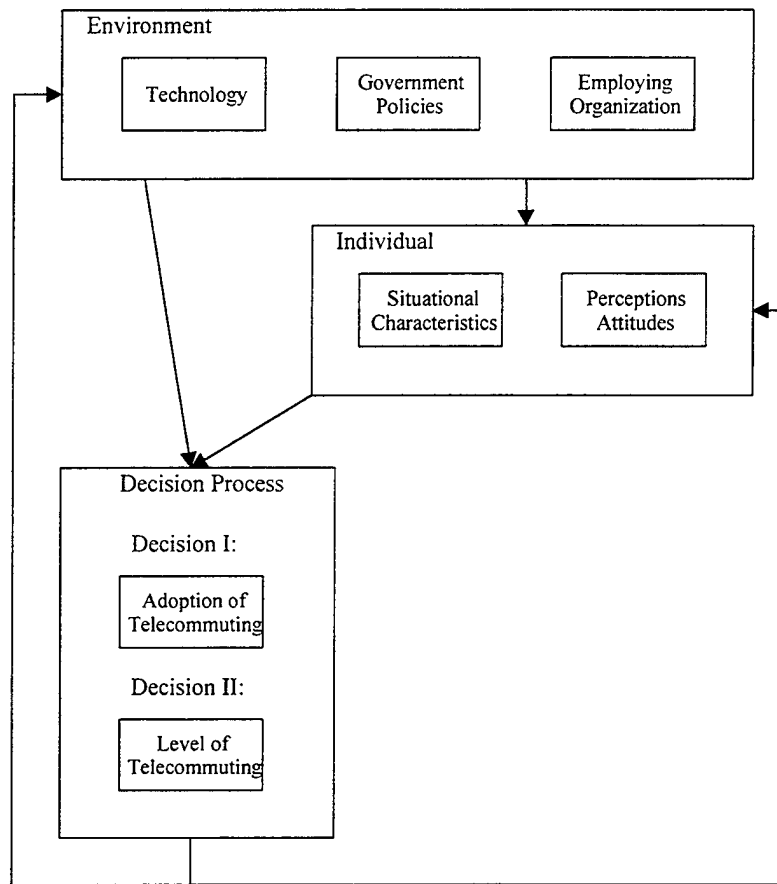 Environment
Technology
Government
Policies
Employing
Organization
Individual
Situational
Characteristics
Perceptions
Attitudes
Decision Process
Decision I:
Adoption of
Telecommuting
Decision II:
Level of
Telecommuting